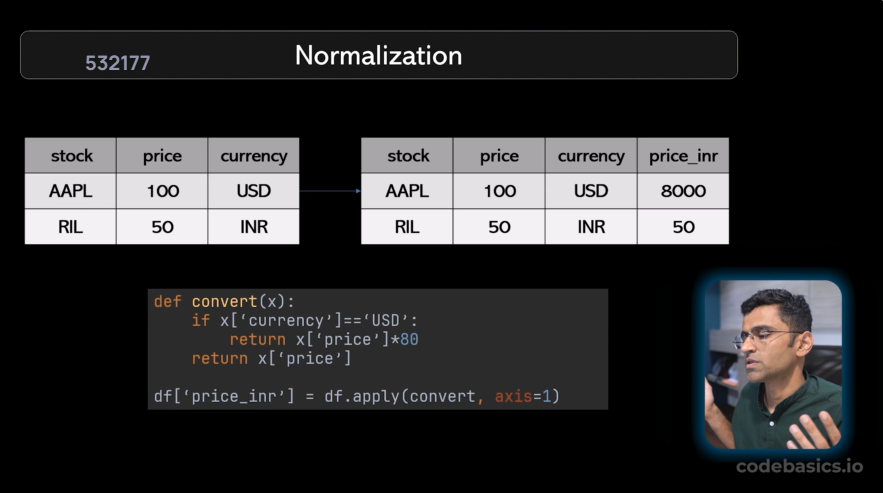 Normalization
532177
stock price currency
AAPL 100 USD
RIL 50 INR
stock price currency price_inr
AAPL 100 USD 8000
RIL 50 INR 50
def convert(x):
    if x[‘currency’]==‘USD’:
        return x[‘price’]*80
    return x[‘price’]
df[‘price_inr’] = df.apply(convert, axis=1)
codebasics.io